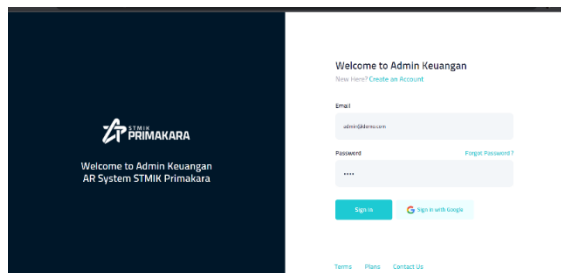 STMIK
PRIMAKARA
Welcome to Admin Keuangan
AR System STMIK Primakara
Welcome to Admin Keuangan
New Here? Create an Account
Email
admin@demo.com
Password
Forgot Password ?
Sign In
Sign in with Google
Terms
Plans
Contact Us